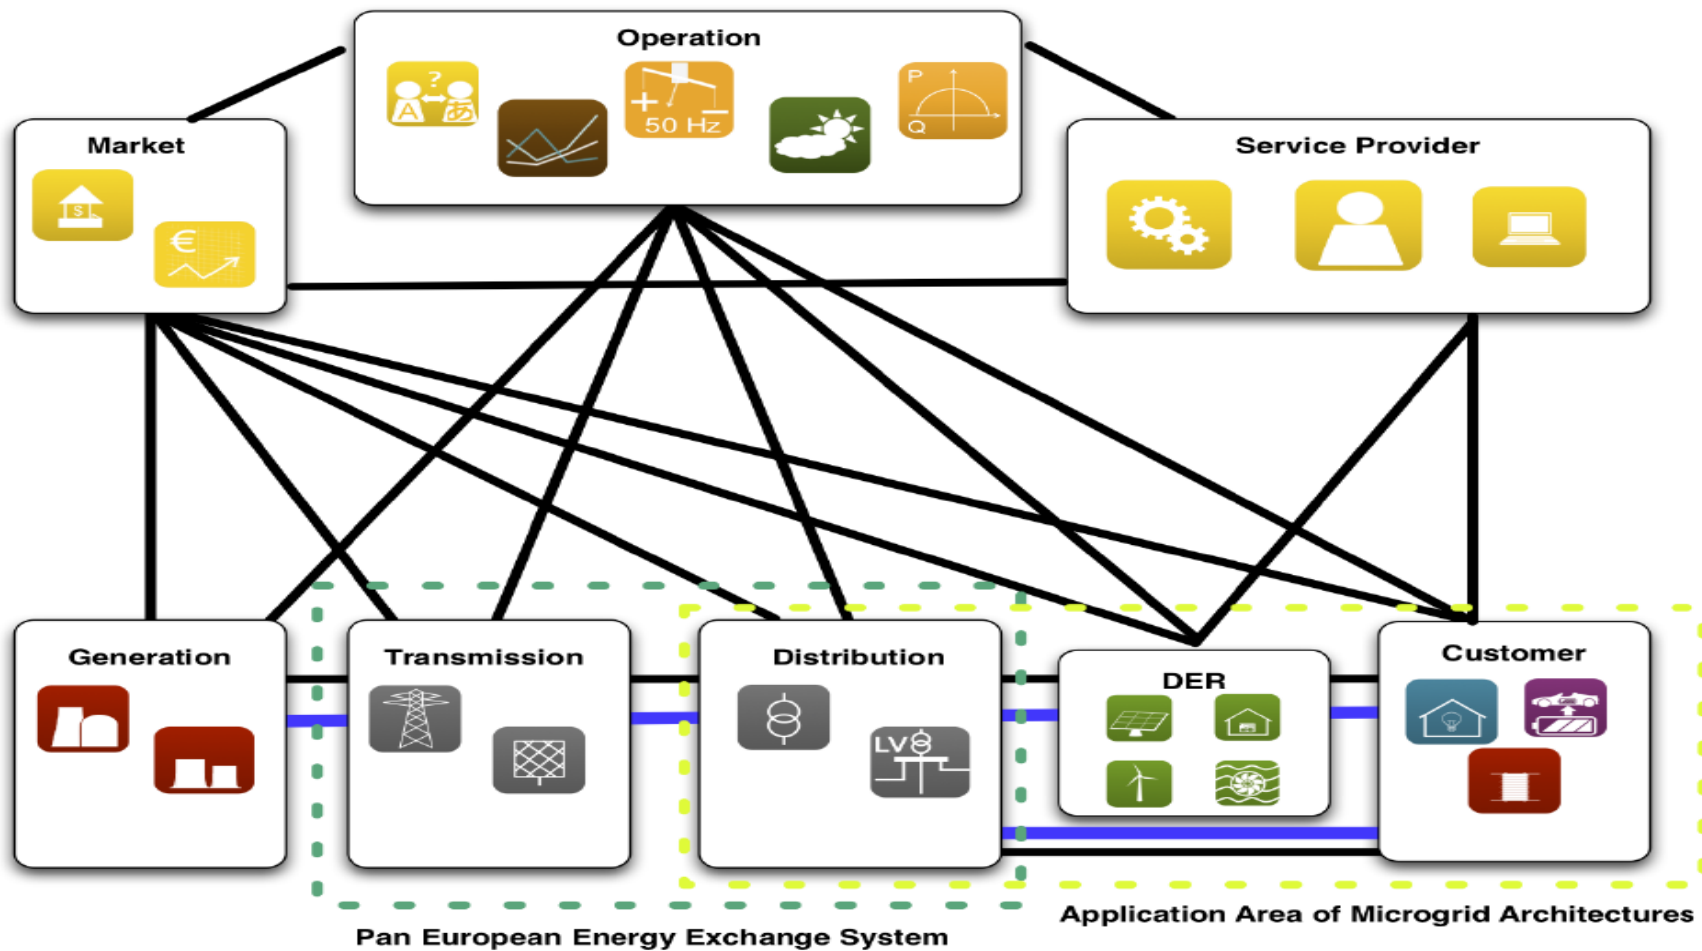 Operation
?
A あ
+ −
50 Hz
P
Q
Market
$
€
Service Provider
Generation
Transmission
Distribution
LV
DER
Customer
Application Area of Microgrid Architectures
Pan European Energy Exchange System